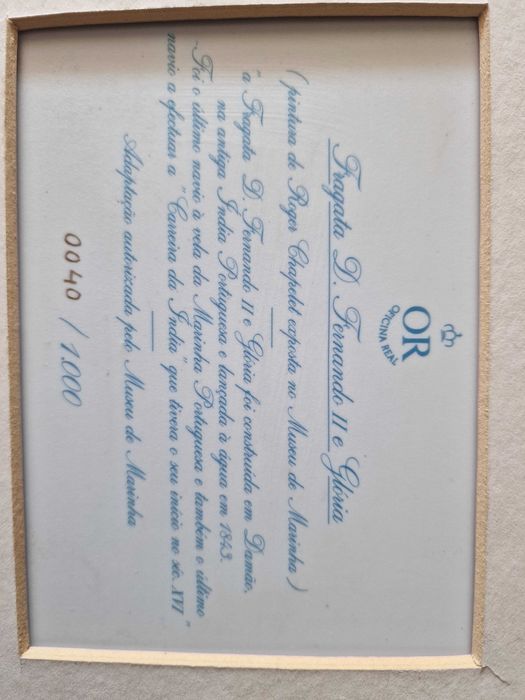 OR
OFICINA REAL
Fragata D. Fernando II e Glória
(pintura de Roger Chapelet exposta no Museu de Marinha)
"a Fragata D. Fernando II e Glória foi construída em Damão,
na antiga Índia Portuguesa e lançada à água em 1843.
- Foi o último navio à vela da Marinha Portuguesa e também o último
navio a efectuar a "Carreira da Índia" que tivera o seu início no séc. XVI"
Adaptação autorizada pelo Museu de Marinha
0040 / 1.000